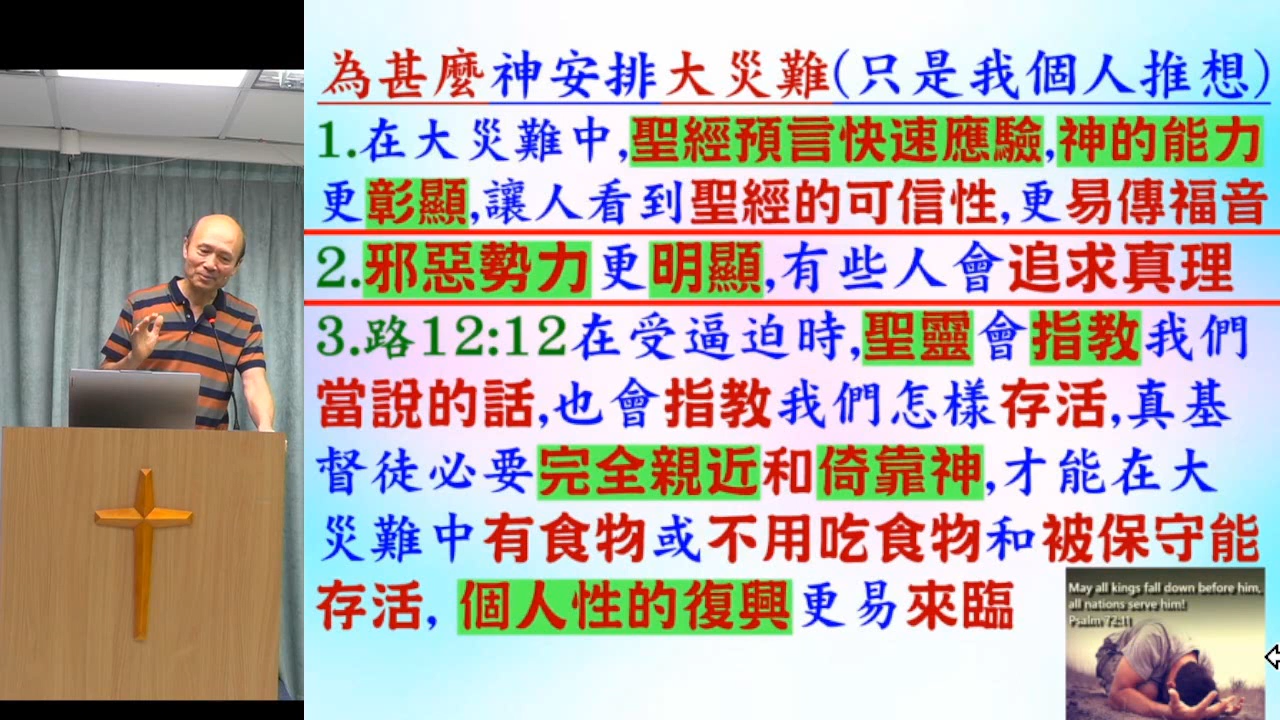 為甚麼神安排大災難(只是我個人推想)
1.在大災難中,聖經預言快速應驗,神的能力
更彰顯,讓人看到聖經的可信性,更易傳福音
2.邪惡勢力更明顯,有些人會追求真理
3.路12:12在受逼迫時,聖靈會指教我們
當說的話,也會指教我們怎樣存活,真基
督徒必要完全親近和倚靠神,才能在大
災難中有食物或不用吃食物和被保守能
存活, 個人性的復興更易來臨
May all kings fall down before him,
all nations serve him!
Psalm 72:11